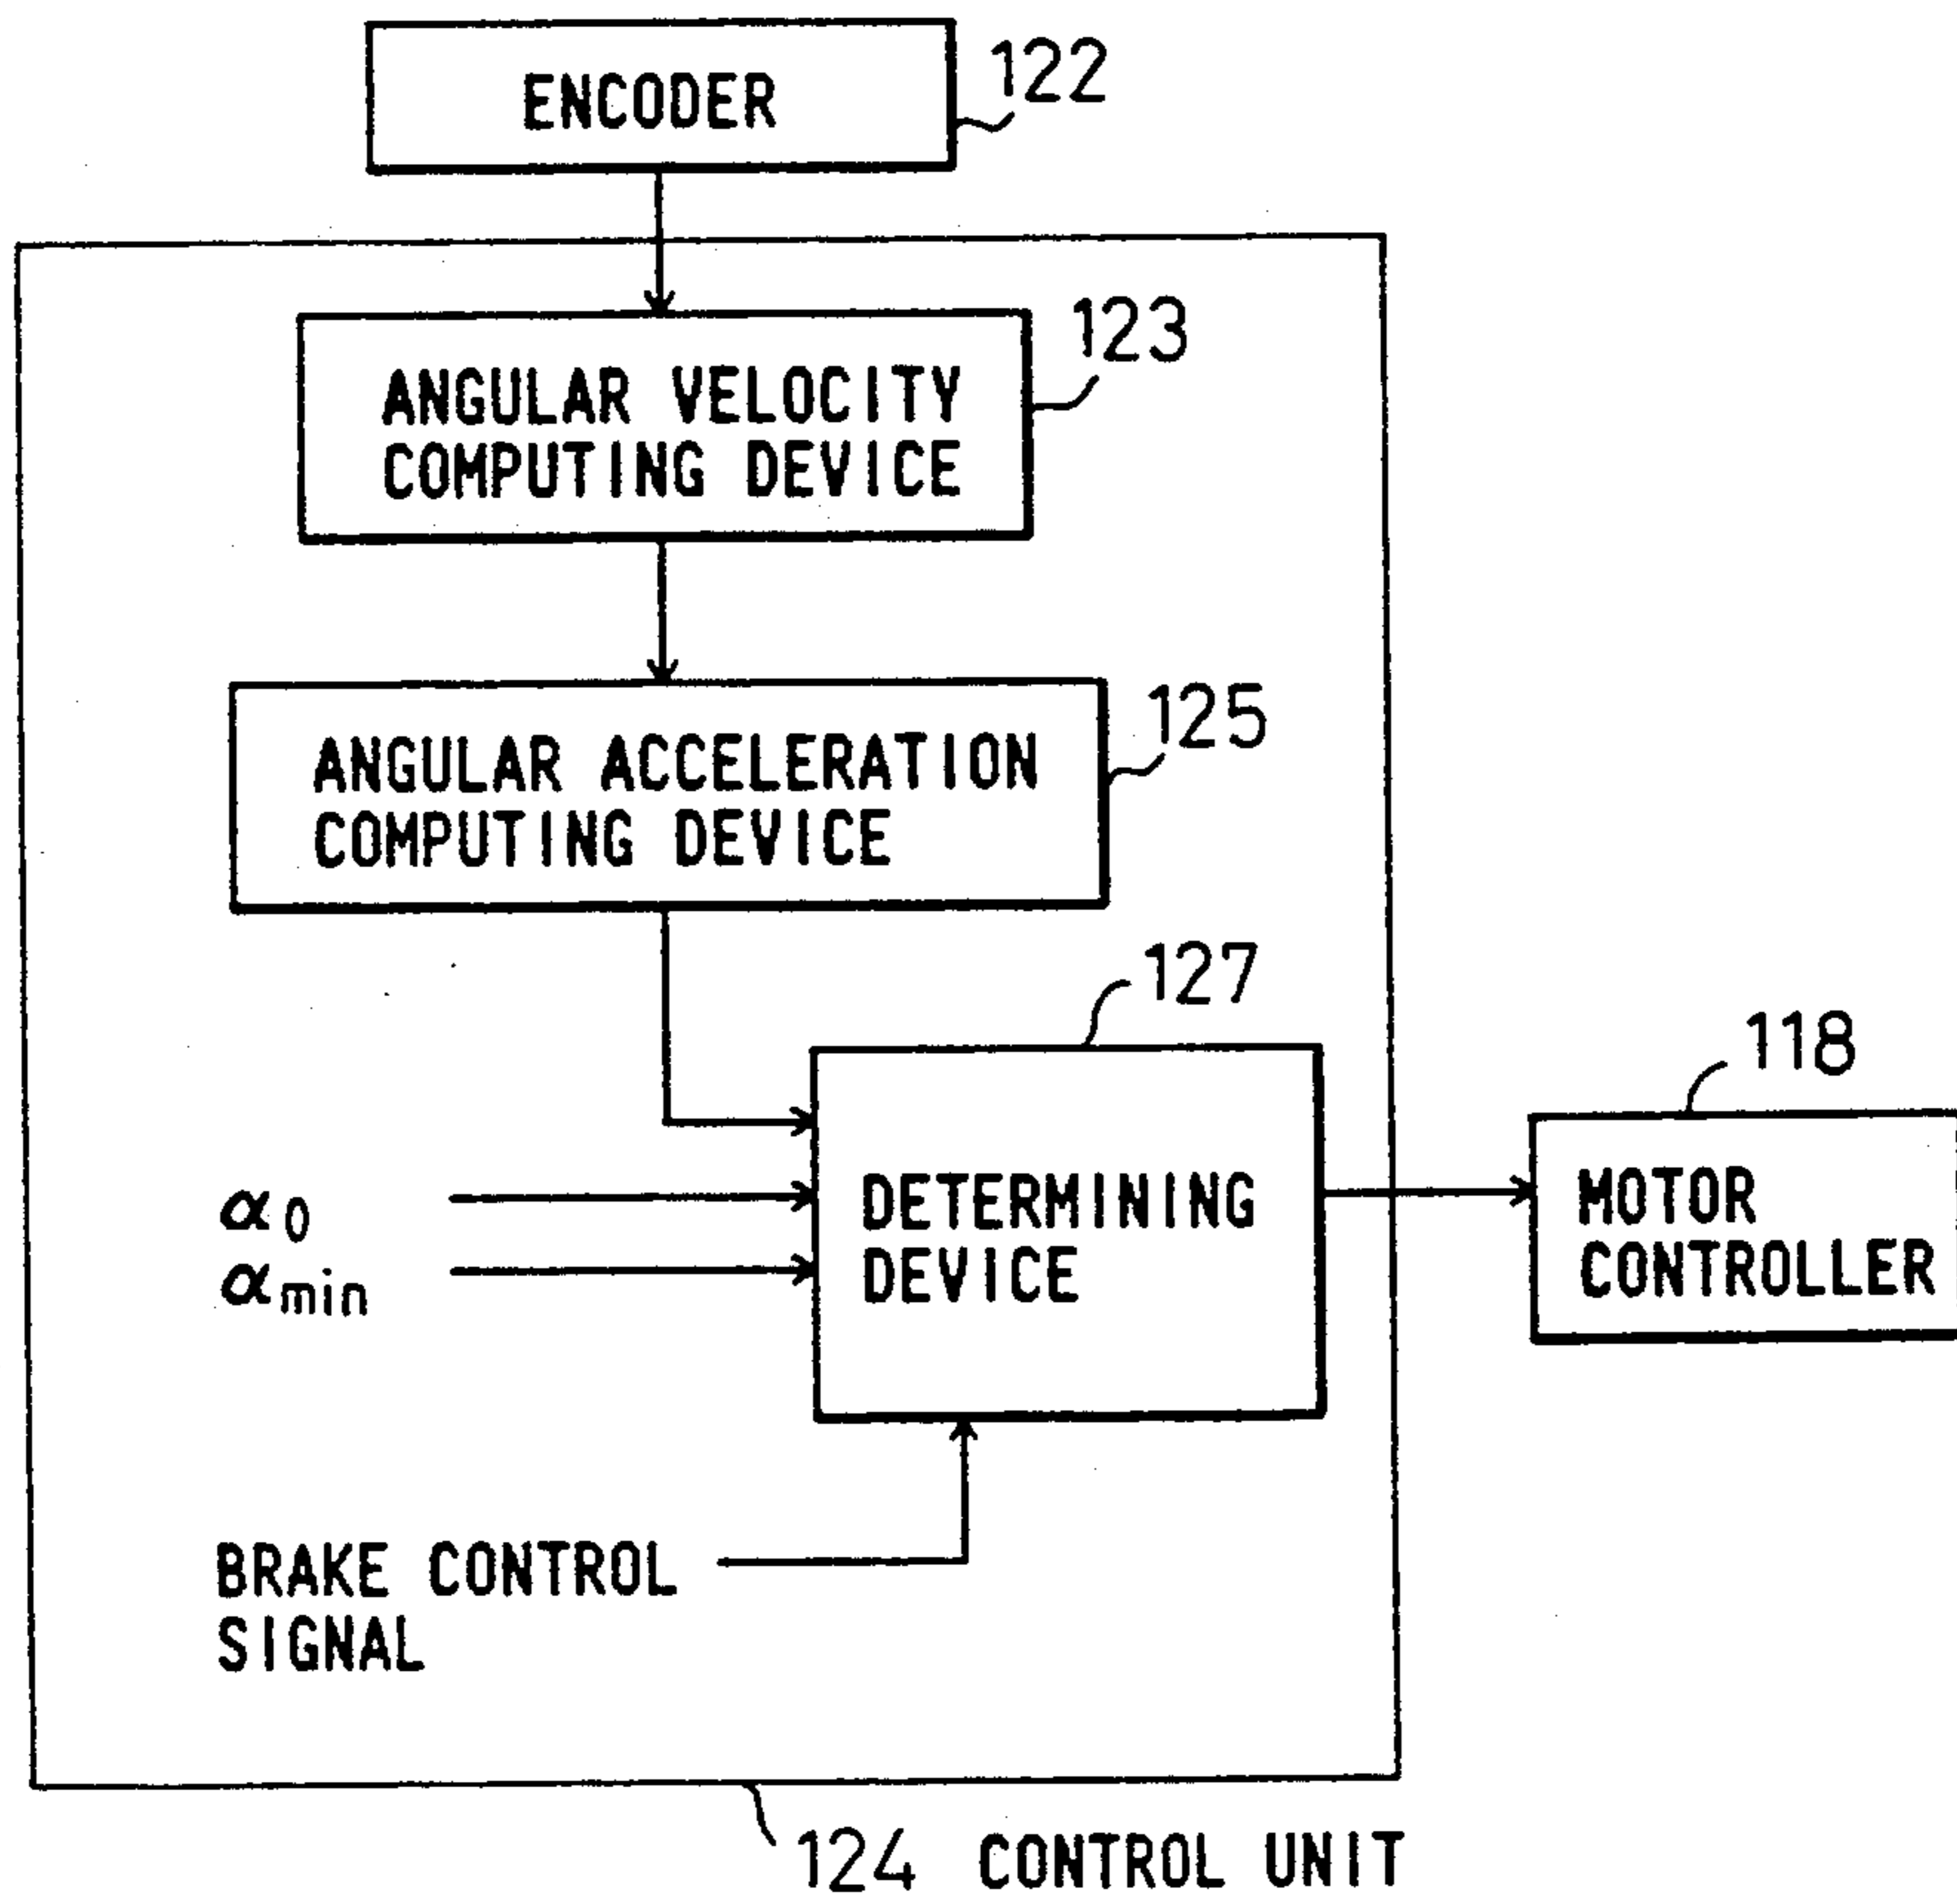 ENCODER
122
123
ANGULAR VELOCITY
COMPUTING DEVICE
125
ANGULAR ACCELERATION
COMPUTING DEVICE
127
118
α0
αmin
DETERMINING
DEVICE
MOTOR
CONTROLLER
BRAKE CONTROL
SIGNAL
124 CONTROL UNIT